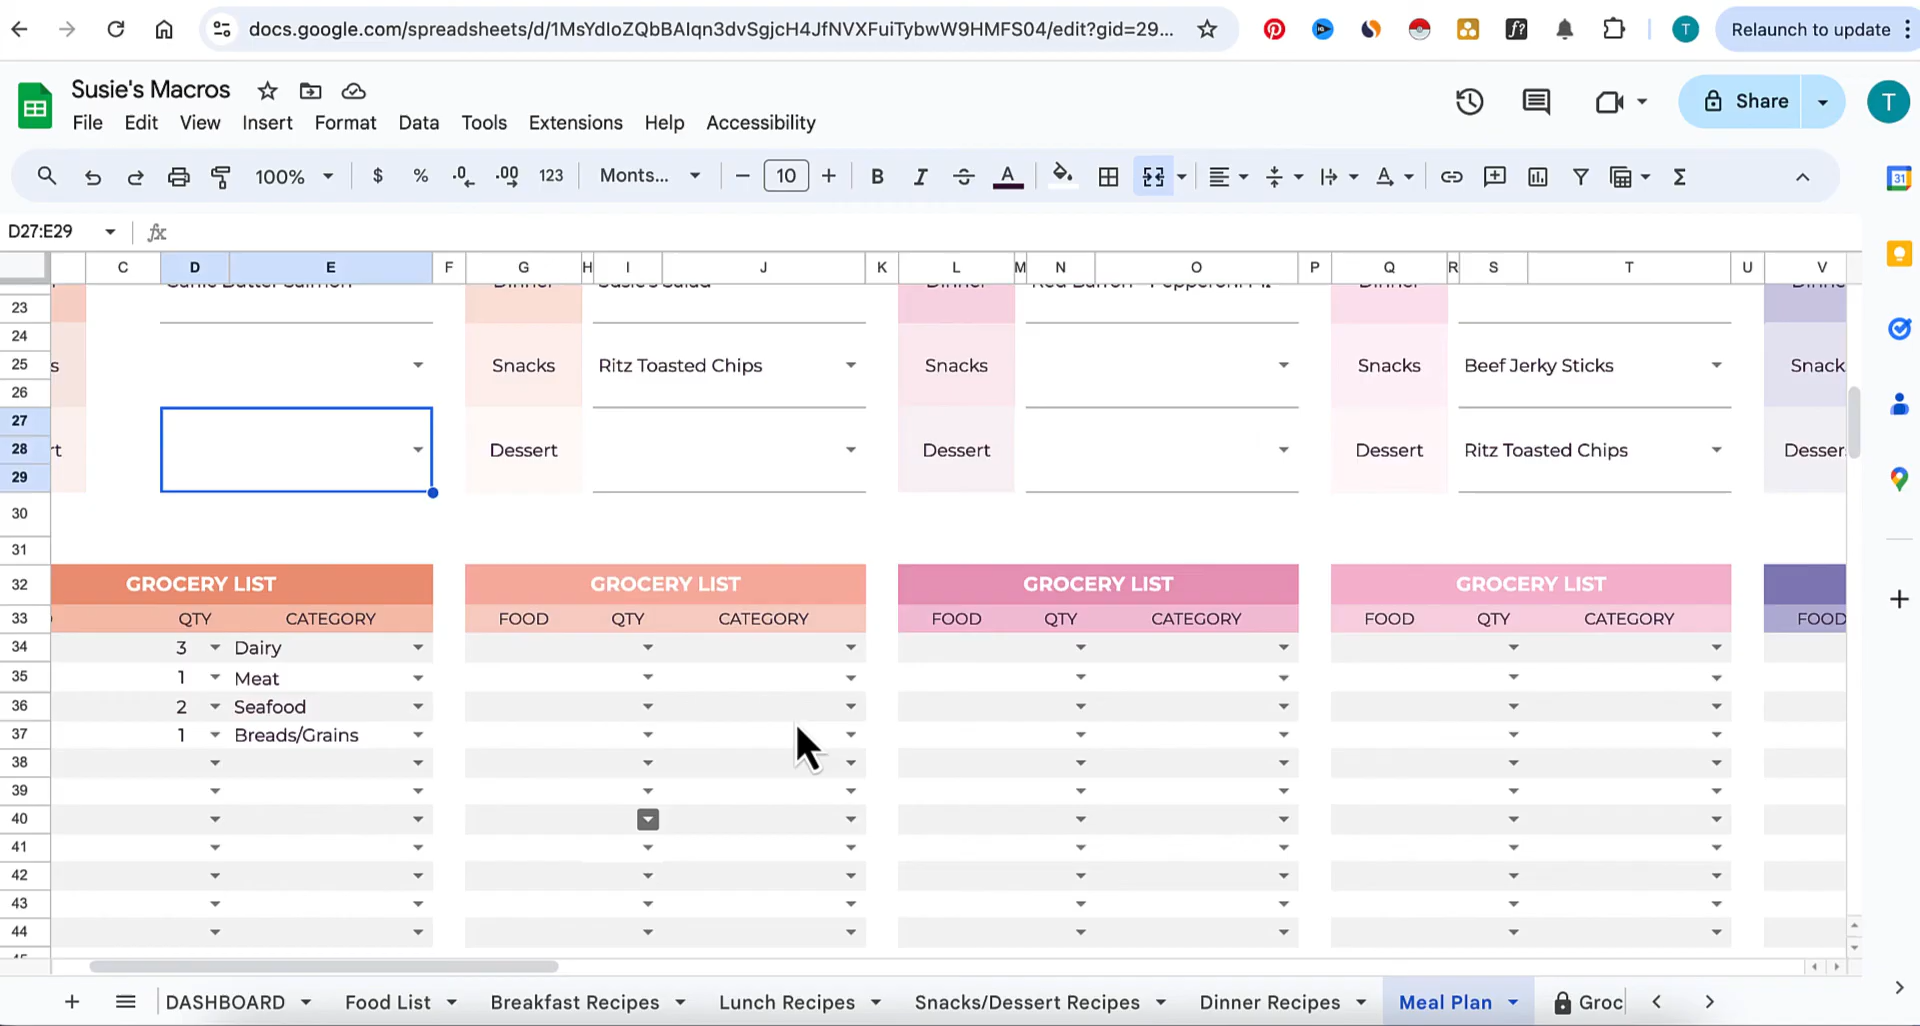 docs.google.com/spreadsheets/d/1MsYdIoZQbBAIqn3dvSgjcH4JfNVXFuiTybwW9HMFS04/edit?gid=29...
Relaunch to update
T
Susie's Macros
File Edit View Insert Format Data Tools Extensions Help Accessibility
Share
T
100% $ % .0 .00 123 Monts... 10 B I A
D27:E29 fx
C D E F G H I J K L M N O P Q R S T U V
23 Susie's Salad
24
25 s Snacks Ritz Toasted Chips Snacks Snacks Beef Jerky Sticks Snack
26
27
28 rt Dessert Dessert Dessert Ritz Toasted Chips Desser
29
30
31
32 GROCERY LIST GROCERY LIST GROCERY LIST GROCERY LIST
33 QTY CATEGORY FOOD QTY CATEGORY FOOD QTY CATEGORY FOOD QTY CATEGORY FOOD
34 3 Dairy
35 1 Meat
36 2 Seafood
37 1 Breads/Grains
38
39
40
41
42
43
44
DASHBOARD Food List Breakfast Recipes Lunch Recipes Snacks/Dessert Recipes Dinner Recipes Meal Plan Groc